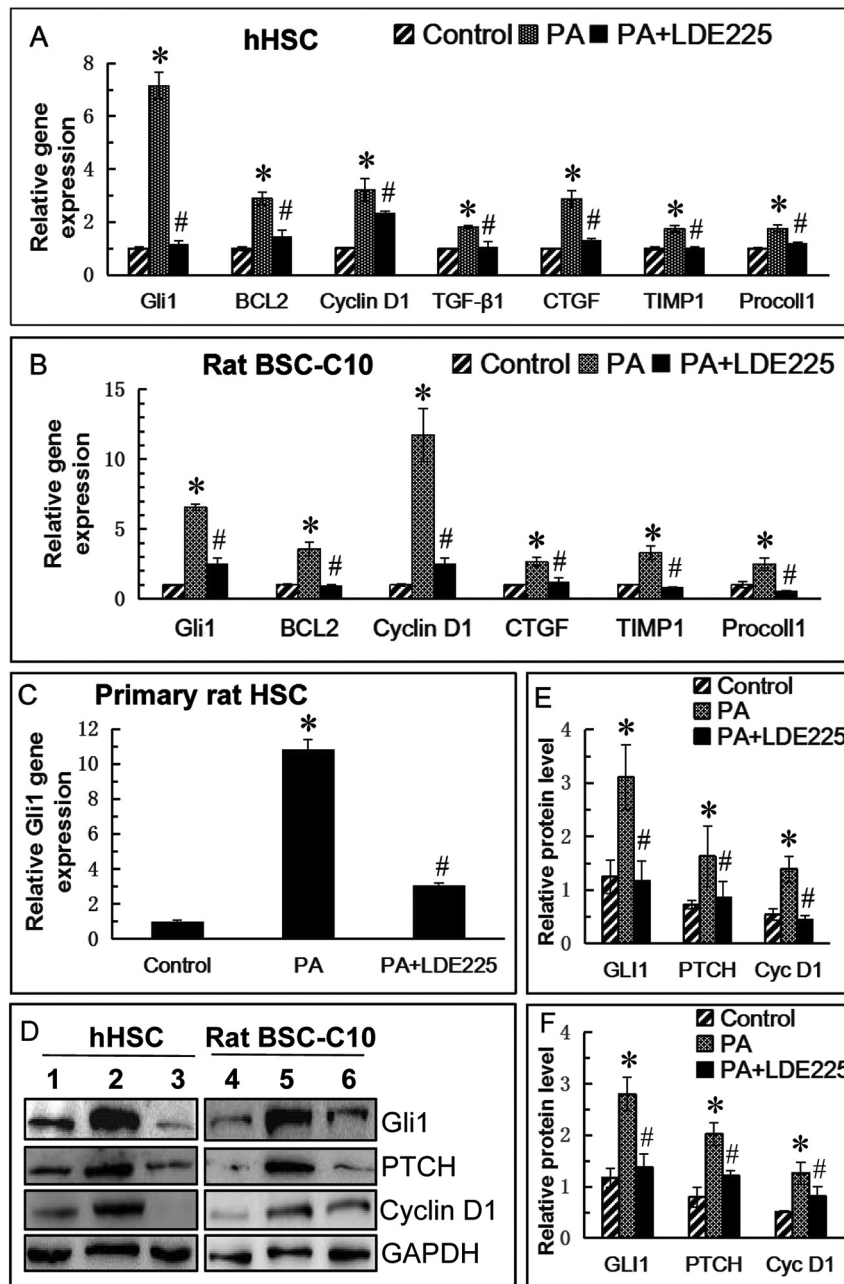 A
hHSC
Control PA PA+LDE225
Relative gene
expression
8
6
4
2
0
* # * # * # * # * # * # * #
Gli1 BCL2 Cyclin D1 TGF-β1 CTGF TIMP1 Procoll1
B
Rat BSC-C10
Control PA PA+LDE225
Relative gene
expression
15
10
5
0
* # * # * # * # * # * #
Gli1 BCL2 Cyclin D1 CTGF TIMP1 Procoll1
C
Primary rat HSC
Relative Gli1 gene
expression
12
10
8
6
4
2
0
* #
Control PA PA+LDE225
D
hHSC Rat BSC-C10
1 2 3 4 5 6
Gli1
PTCH
Cyclin D1
GAPDH
E
Control
PA
PA+LDE225
Relative protein level
4
3
2
1
0
* # * # * #
GLI1 PTCH Cyc D1
F
Control
PA
PA+LDE225
Relative protein level
4
3
2
1
0
* # * # * #
GLI1 PTCH Cyc D1